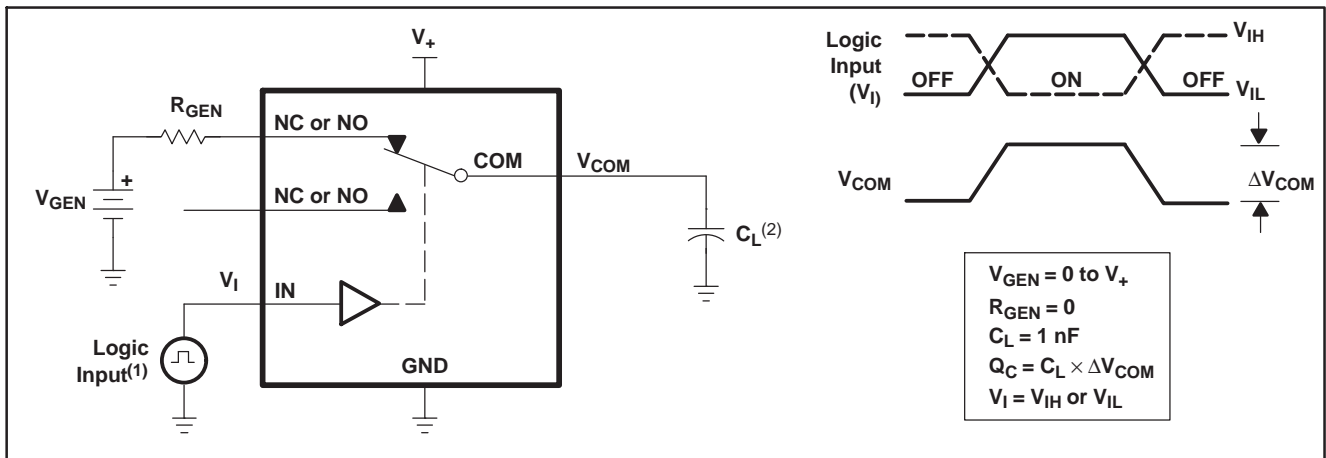 V+
RGEN
NC or NO
COM
VCOM
VGEN
+
NC or NO
CL(2)
VI
IN
Logic
Input(1)
GND
Logic
Input
(VI)
VIH
OFF
ON
OFF
VIL
VCOM
ΔVCOM
VGEN = 0 to V+
RGEN = 0
CL = 1 nF
QC = CL × ΔVCOM
VI = VIH or VIL